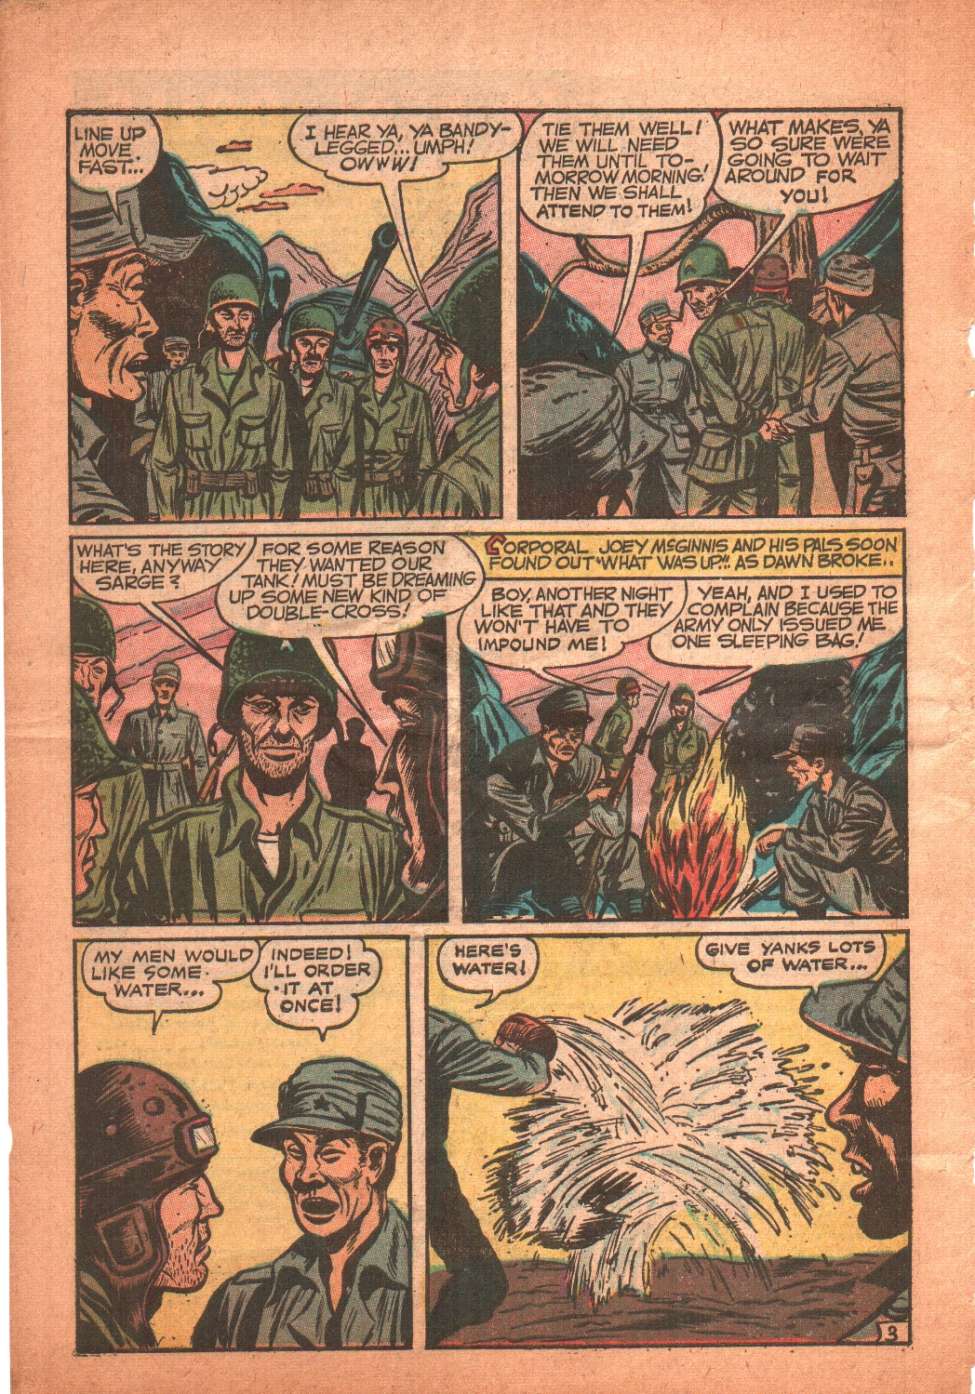 LINE UP
MOVE
FAST...
I HEAR YA, YA BANDY-
LEGGED... UMPH!
OWWW!
TIE THEM WELL!
WE WILL NEED
THEM UNTIL TO-
MORROW MORNING!
THEN WE SHALL
ATTEND TO THEM!
WHAT MAKES, YA
SO SURE WERE
GOING TO WAIT
AROUND FOR
YOU!
WHAT'S THE STORY
HERE, ANYWAY
SARGE?
FOR SOME REASON
THEY WANTED OUR
TANK! MUST BE DREAMING
UP SOME NEW KIND OF
DOUBLE-CROSS!
CORPORAL JOEY McGINNIS AND HIS PALS SOON
FOUND OUT "WHAT WAS UP!". AS DAWN BROKE..
BOY, ANOTHER NIGHT
LIKE THAT AND THEY
WON'T HAVE TO
IMPOUND ME!
YEAH, AND I USED TO
COMPLAIN BECAUSE THE
ARMY ONLY ISSUED ME
ONE SLEEPING BAG!
MY MEN WOULD
LIKE SOME
WATER...
INDEED!
I'LL ORDER
IT AT
ONCE!
HERE'S
WATER!
GIVE YANKS LOTS
OF WATER...
3